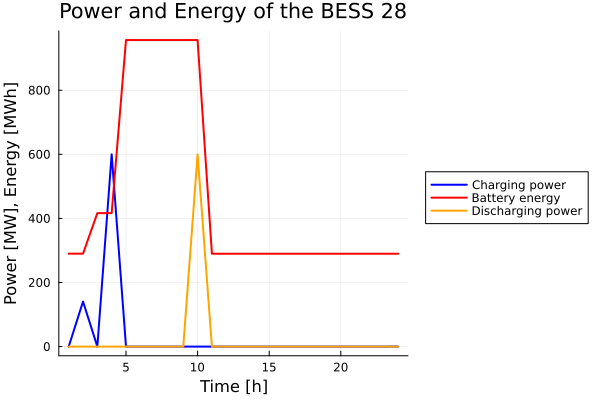 Power and Energy of the BESS 28
Power [MW], Energy [MWh]
800
600
400
200
0
5
10
15
20
Time [h]
Charging power
Battery energy
Discharging power